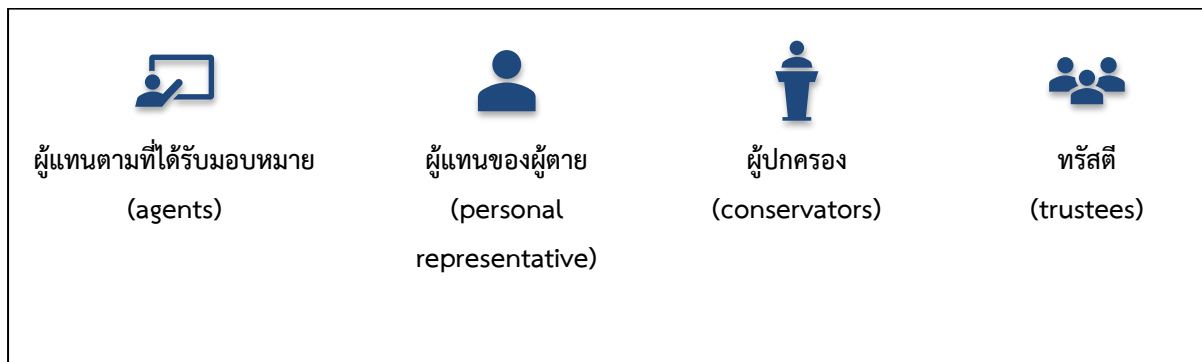 ผู้แทนตามที่ได้รับมอบหมาย
(agents)
ผู้แทนของผู้ตาย
(personal
representative)
ผู้ปกครอง
(conservators)
ทรัสตี
(trustees)